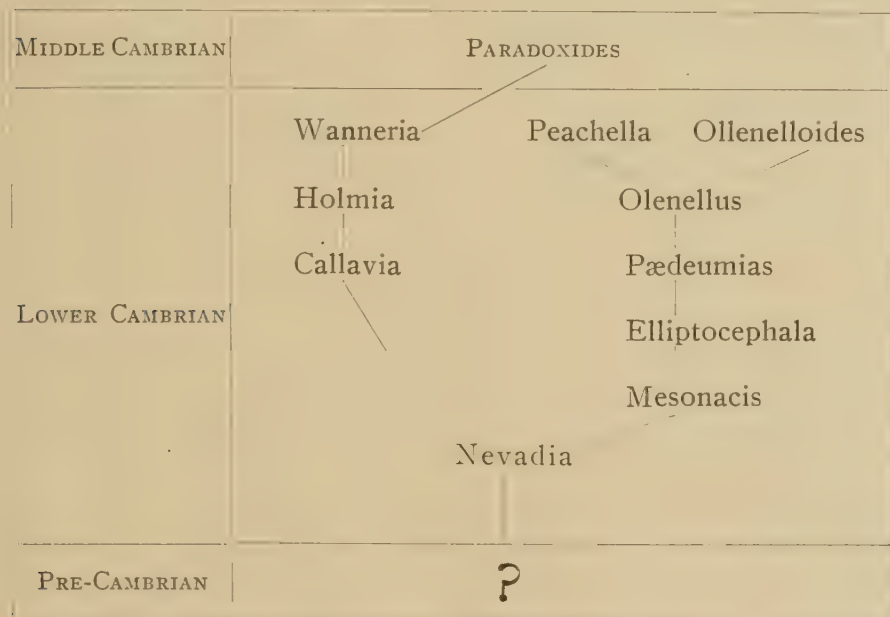 MIDDLE CAMBRIAN PARADOXIDES
Wanneria Peachella Ollenelloides
Holmia Olenellus
Callavia Pædeumias
LOWER CAMBRIAN Elliptocephala
Mesonacis
Nevadia
PRE-CAMBRIAN ?